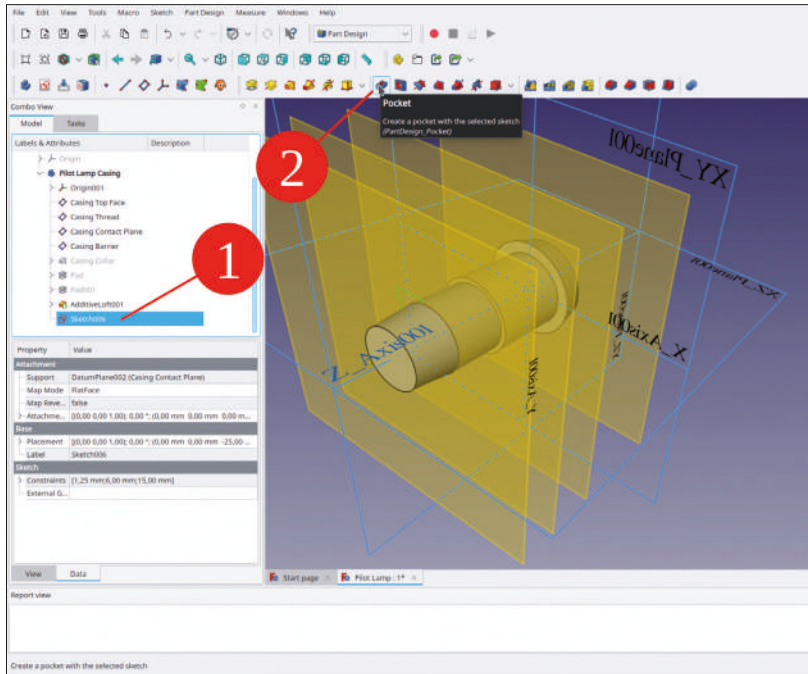 File Edit View Tools Macro Sketch Part Design Measure Windows Help
Part Design
Combo View
Model Tasks
Labels & Attributes Description
Origin
Pilot Lamp Casing
Origin001
Casing Top Face
Casing Thread
Casing Contact Plane
Casing Barrier
Casing Collar
Pad
Pad001
AdditiveLoft001
Sketch006
1
2
Pocket
Create a pocket with the selected sketch
(PartDesign_Pocket)
XY_Plane001
XZ_Plane001
X_Axis001
Z_Axis001
Property Value
Attachment
Support DatumPlane002 (Casing Contact Plane)
Map Mode FlatFace
Map Reve... false
Attachme... [(0,00 0,00 1,00); 0,00 °; (0,00 mm 0,00 mm 0,00 m...
Base
Placement [(0,00 0,00 1,00); 0,00 °; (0,00 mm 0,00 mm -25,00 ...
Label Sketch006
Sketch
Constraints [1,25 mm;6,00 mm;15,00 mm]
External G...
View Data
Start page
Pilot Lamp : 1*
Report view
Create a pocket with the selected sketch